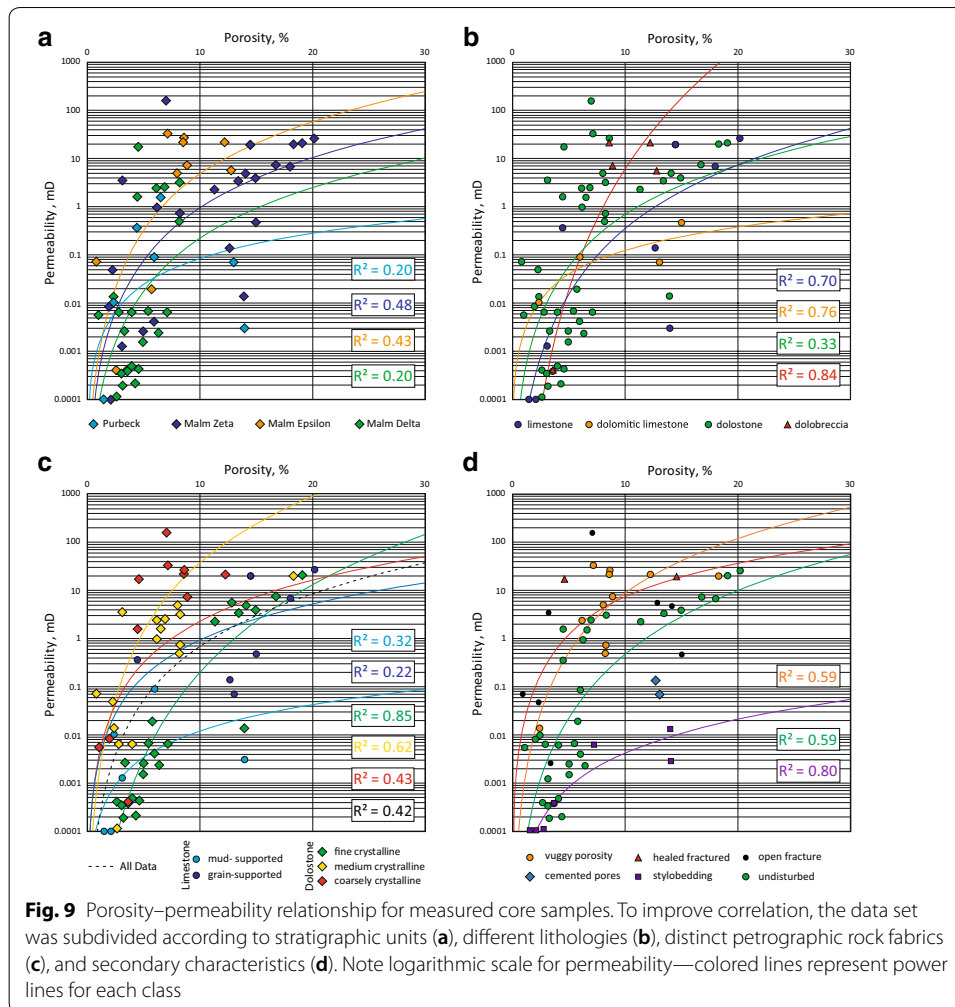 a
Porosity, %
0 10 20 30
1000
100
10
1
0.1
0.01
0.001
0.0001
Permeability, mD
R² = 0.20
R² = 0.48
R² = 0.43
R² = 0.20
Purbeck Malm Zeta Malm Epsilon Malm Delta
b
Porosity, %
0 10 20 30
1000
100
10
1
0.1
0.01
0.001
0.0001
Permeability, mD
R² = 0.70
R² = 0.76
R² = 0.33
R² = 0.84
limestone dolomitic limestone dolostone dolobreccia
c
Porosity, %
0 10 20 30
1000
100
10
1
0.1
0.01
0.001
0.0001
Permeability, mD
R² = 0.32
R² = 0.22
R² = 0.85
R² = 0.62
R² = 0.43
R² = 0.42
All Data
Limestone
mud- supported
grain-supported
Dolostone
fine crystalline
medium crystralline
coarsely crystalline
d
Porosity, %
0 10 20 30
1000
100
10
1
0.1
0.01
0.001
0.0001
Permeability, mD
R² = 0.59
R² = 0.59
R² = 0.80
vuggy porosity healed fractured open fracture
cemented pores stylobedding undisturbed
Fig. 9 Porosity–permeability relationship for measured core samples. To improve correlation, the data set
was subdivided according to stratigraphic units (a), different lithologies (b), distinct petrographic rock fabrics
(c), and secondary characteristics (d). Note logarithmic scale for permeability—colored lines represent power
lines for each class